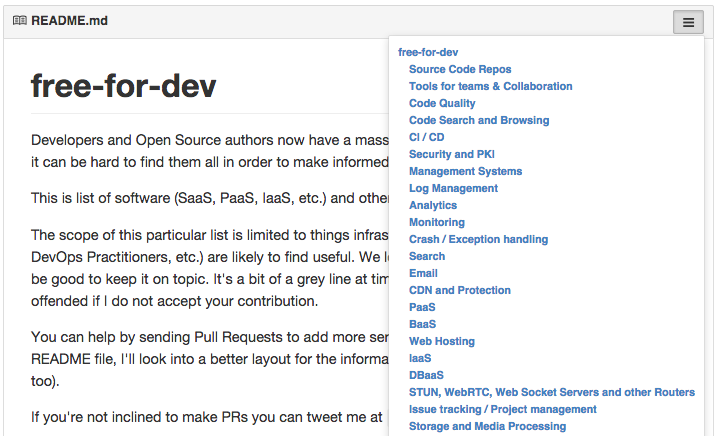 README.md
free-for-dev
Developers and Open Source authors now have a mass
it can be hard to find them all in order to make informed
This is list of software (SaaS, PaaS, IaaS, etc.) and othe
The scope of this particular list is limited to things infras
DevOps Practitioners, etc.) are likely to find useful. We l
be good to keep it on topic. It's a bit of a grey line at tim
offended if I do not accept your contribution.
You can help by sending Pull Requests to add more ser
README file, I'll look into a better layout for the informa
too).
If you're not inclined to make PRs you can tweet me at
free-for-dev
Source Code Repos
Tools for teams & Collaboration
Code Quality
Code Search and Browsing
CI / CD
Security and PKI
Management Systems
Log Management
Analytics
Monitoring
Crash / Exception handling
Search
Email
CDN and Protection
PaaS
BaaS
Web Hosting
IaaS
DBaaS
STUN, WebRTC, Web Socket Servers and other Routers
Issue tracking / Project management
Storage and Media Processing